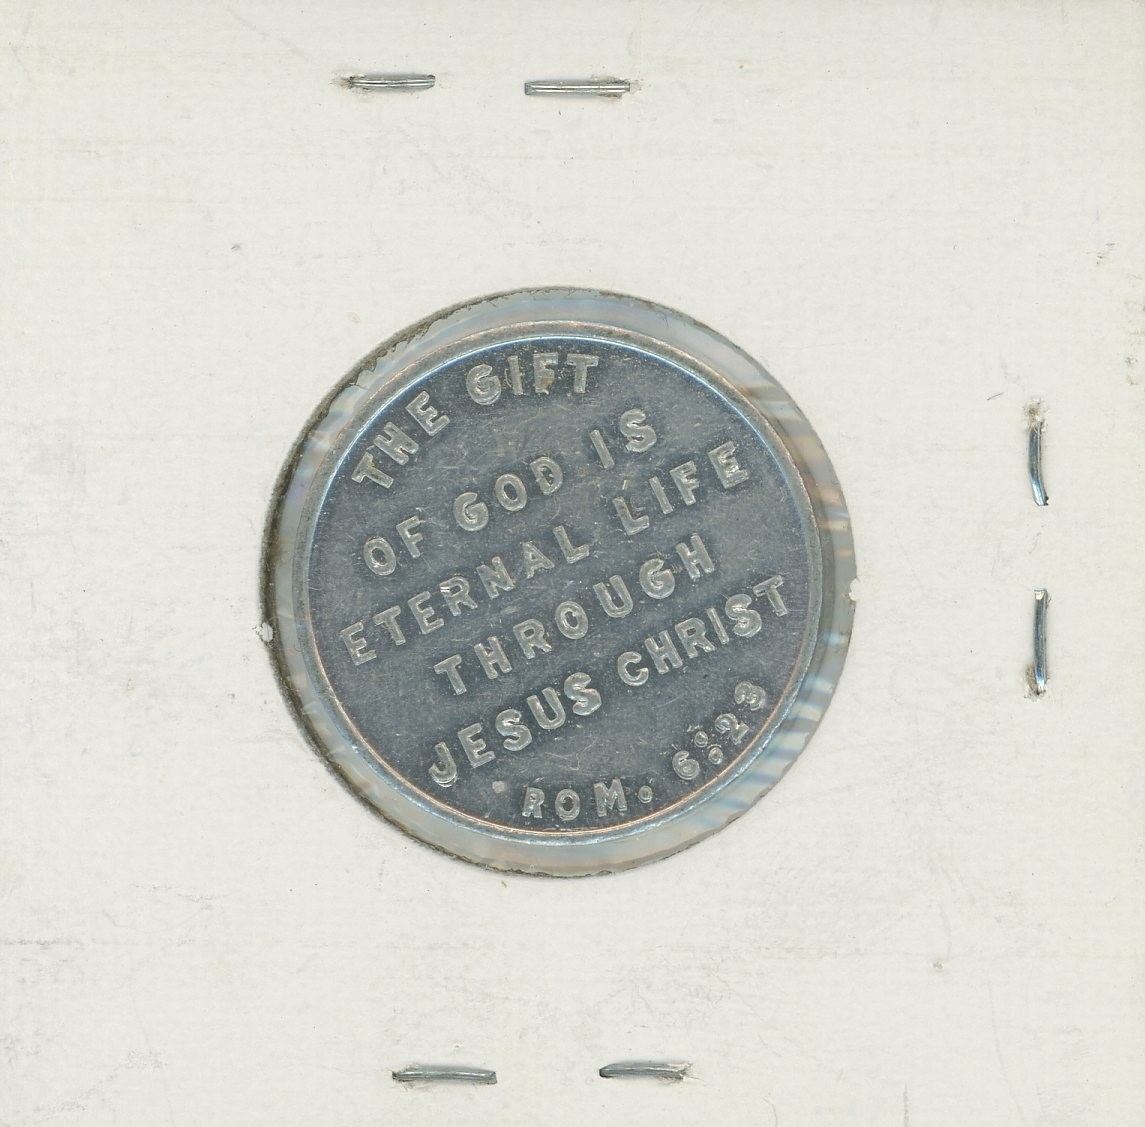 THE GIFT
OF GOD IS
ETERNAL LIFE
THROUGH
JESUS CHRIST
ROM. 6:23